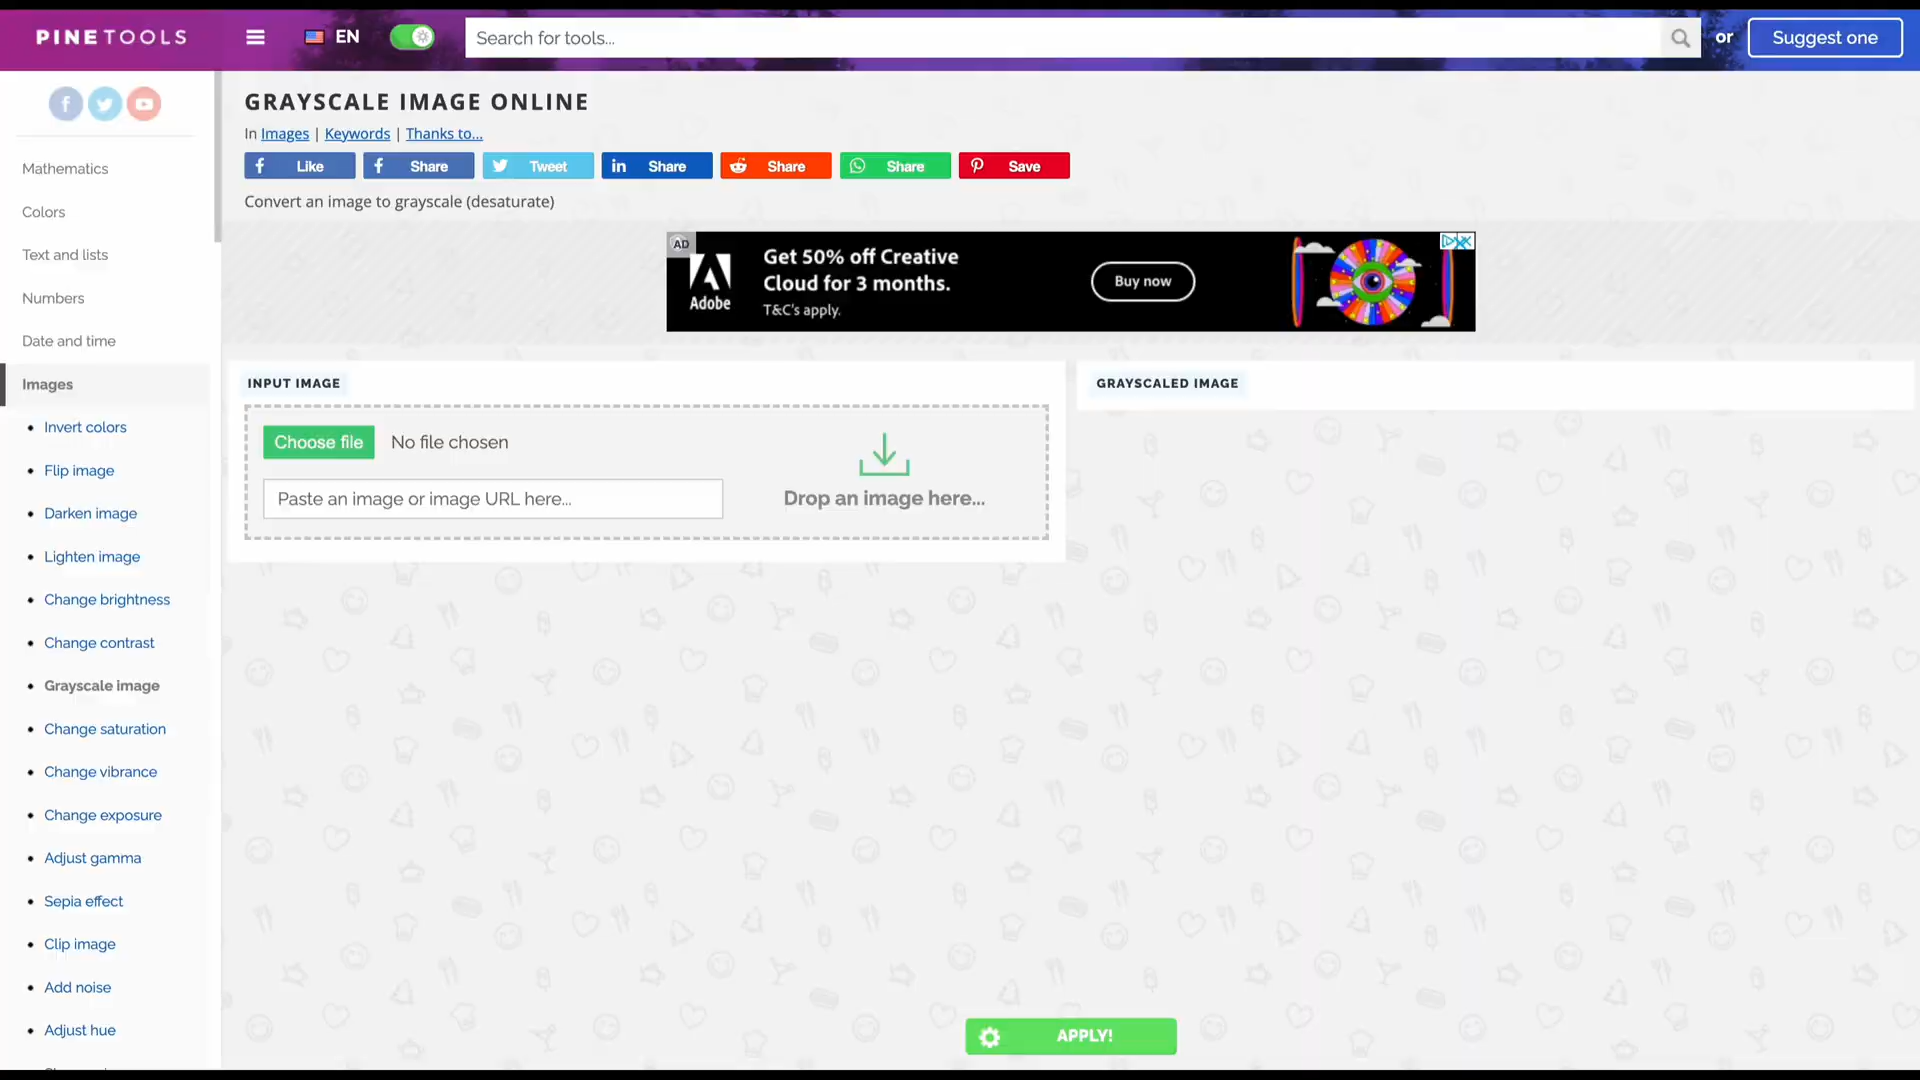 PINETOOLS
EN
Search for tools...
or
Suggest one
Mathematics
Colors
Text and lists
Numbers
Date and time
Images
Invert colors
Flip image
Darken image
Lighten image
Change brightness
Change contrast
Grayscale image
Change saturation
Change vibrance
Change exposure
Adjust gamma
Sepia effect
Clip image
Add noise
Adjust hue
GRAYSCALE IMAGE ONLINE
In Images | Keywords | Thanks to...
Like Share Tweet Share Share Share Save
Convert an image to grayscale (desaturate)
AD
Adobe
Get 50% off Creative
Cloud for 3 months.
T&C's apply.
Buy now
INPUT IMAGE
Choose file No file chosen
Paste an image or image URL here...
Drop an image here...
GRAYSCALED IMAGE
APPLY!